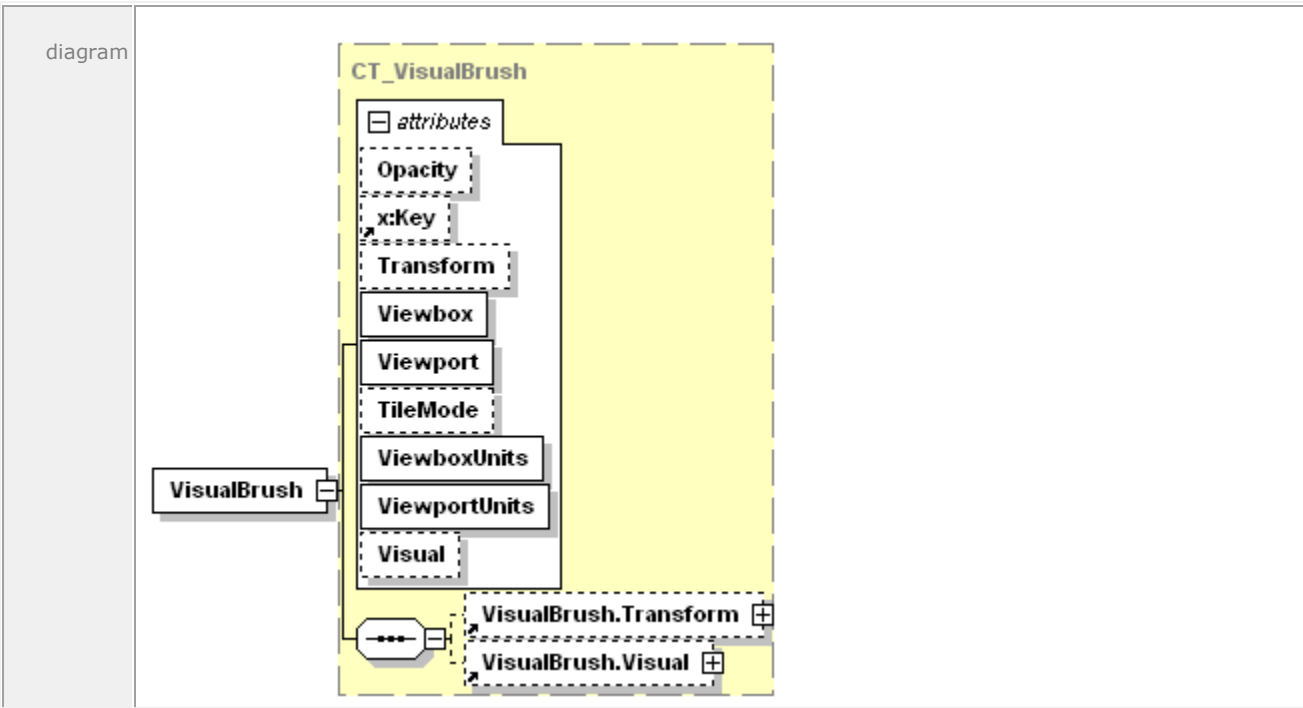 diagram
CT_VisualBrush
attributes
Opacity
x:Key
Transform
Viewbox
Viewport
TileMode
ViewboxUnits
VisualBrush
ViewportUnits
Visual
VisualBrush.Transform
VisualBrush.Visual